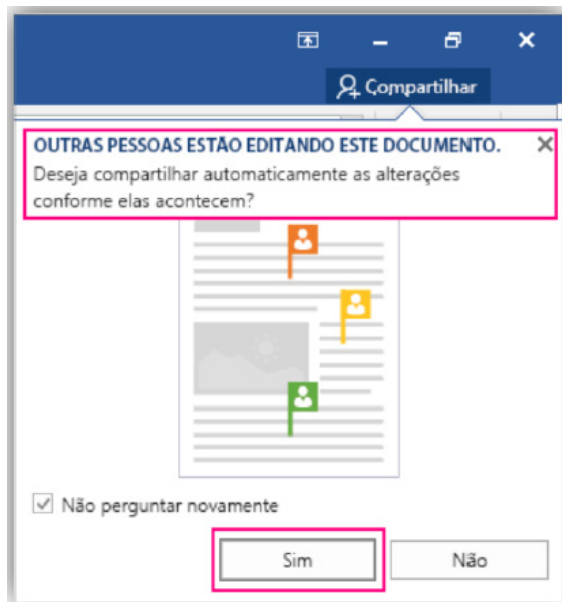 Compartilhar
OUTRAS PESSOAS ESTÃO EDITANDO ESTE DOCUMENTO.
Deseja compartilhar automaticamente as alterações
conforme elas acontecem?
Não perguntar novamente
Sim
Não